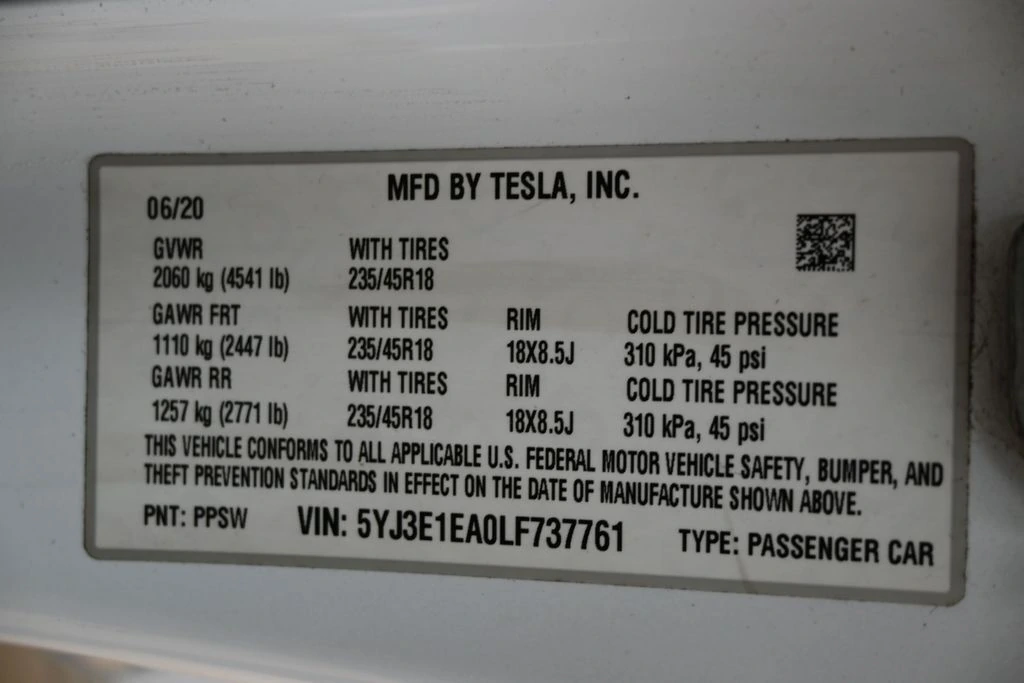 MFD BY TESLA, INC.
06/20
GVWR WITH TIRES
2060 kg (4541 lb) 235/45R18
GAWR FRT WITH TIRES RIM COLD TIRE PRESSURE
1110 kg (2447 lb) 235/45R18 18X8.5J 310 kPa, 45 psi
GAWR RR WITH TIRES RIM COLD TIRE PRESSURE
1257 kg (2771 lb) 235/45R18 18X8.5J 310 kPa, 45 psi
THIS VEHICLE CONFORMS TO ALL APPLICABLE U.S. FEDERAL MOTOR VEHICLE SAFETY, BUMPER, AND
THEFT PREVENTION STANDARDS IN EFFECT ON THE DATE OF MANUFACTURE SHOWN ABOVE.
PNT: PPSW VIN: 5YJ3E1EA0LF737761 TYPE: PASSENGER CAR